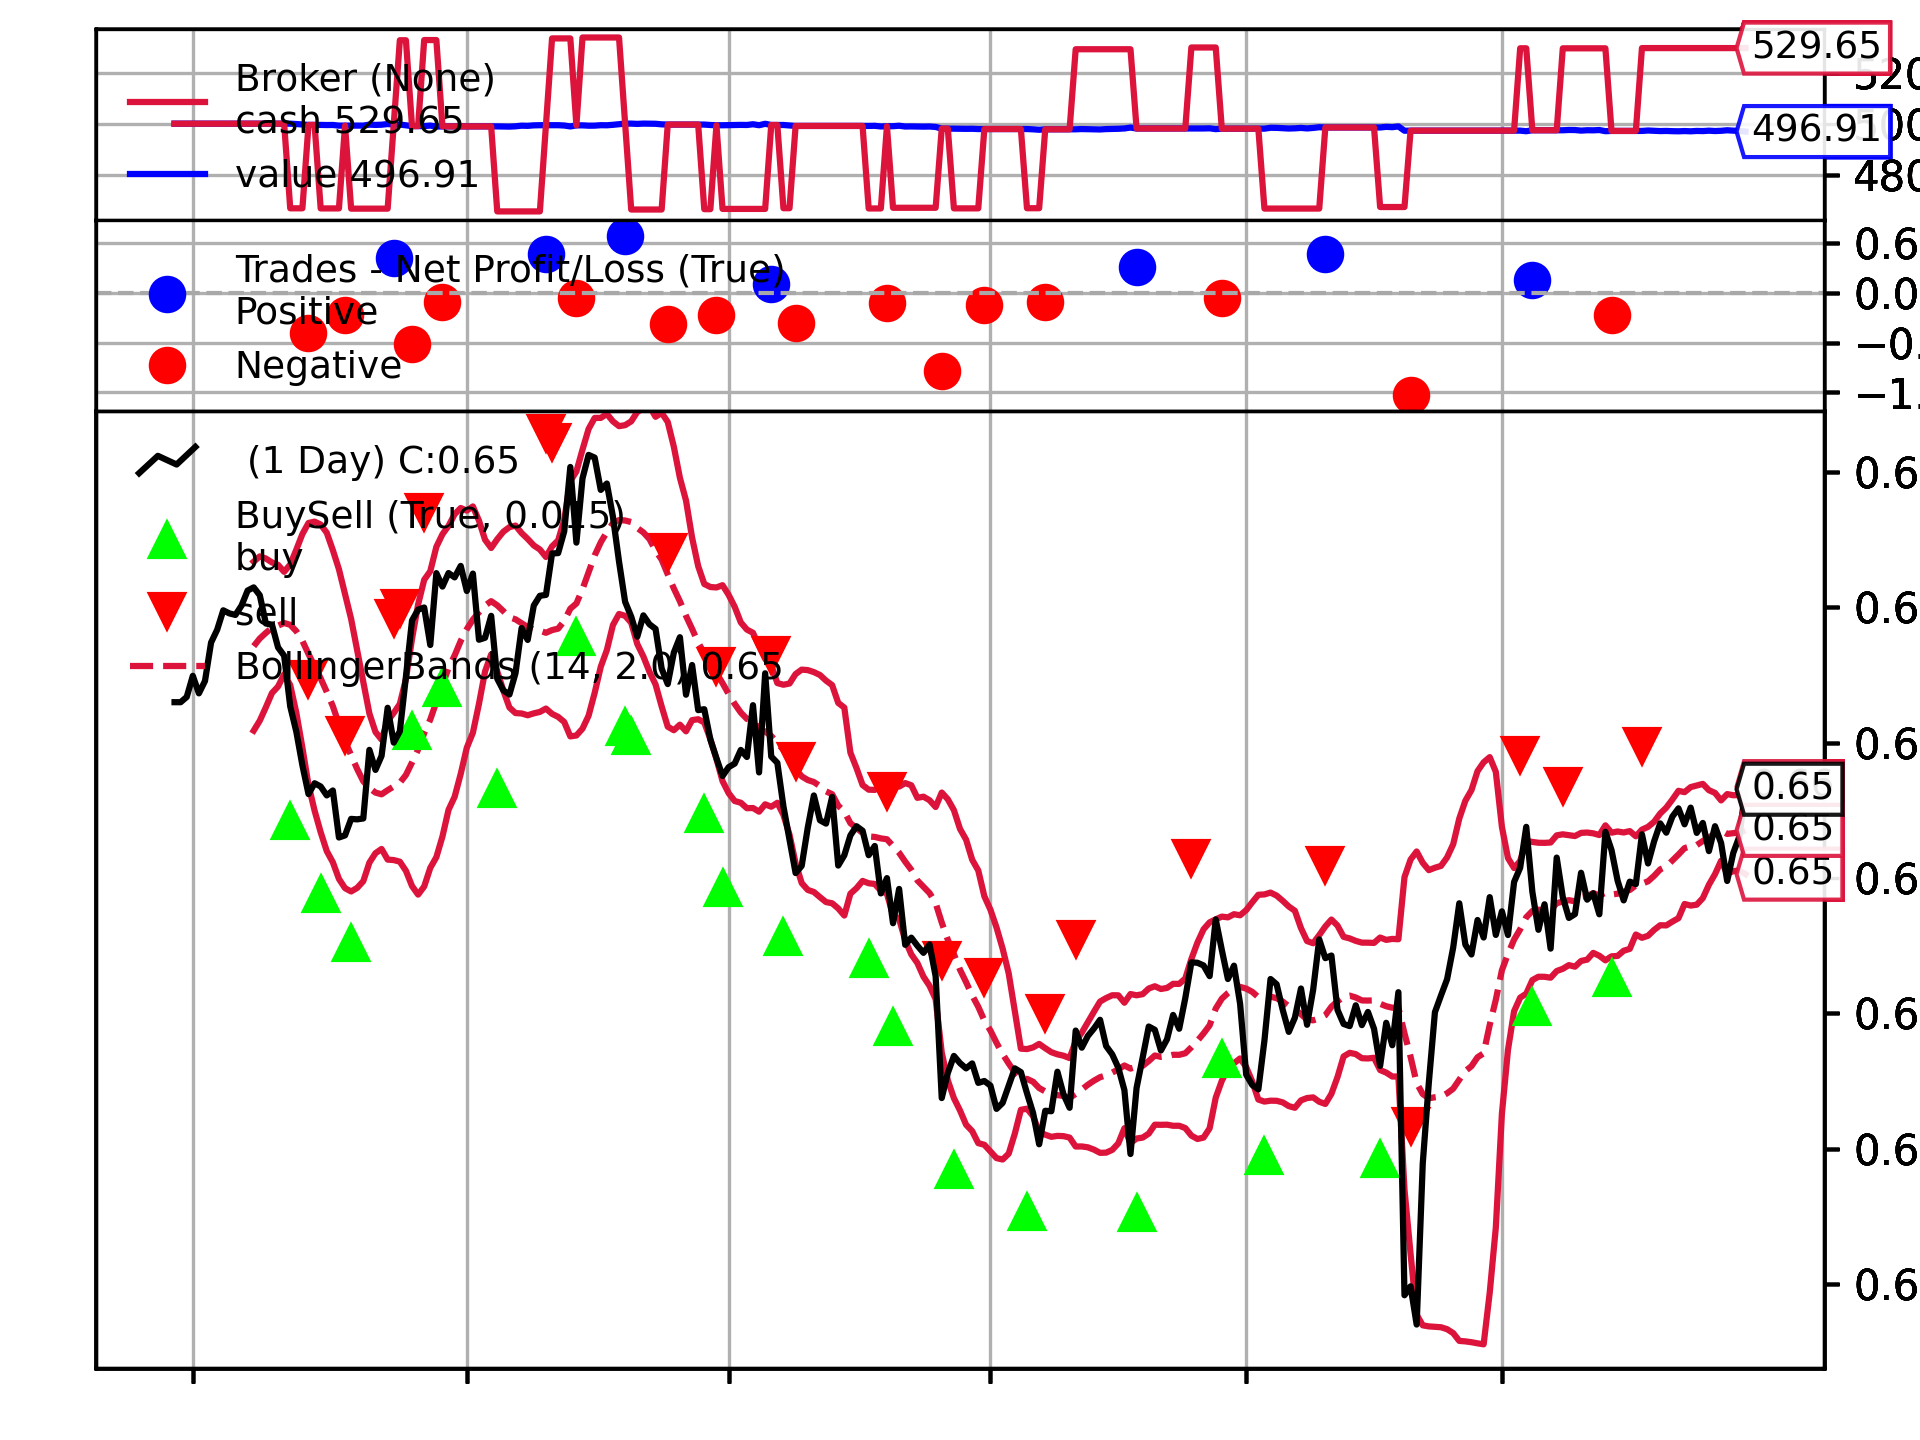 Broker (None)
cash 529.65
value 496.91
529.65
496.91
480
Trades - Net Profit/Loss (True)
Positive
Negative
0.6
0.0
−0.
−1.
(1 Day) C:0.65
BuySell (True, 0.015)
buy
sell
BollingerBands (14, 2.0) 0.65
0.6
0.6
0.6
0.65
0.65
0.65
0.6
0.6
0.6
0.6